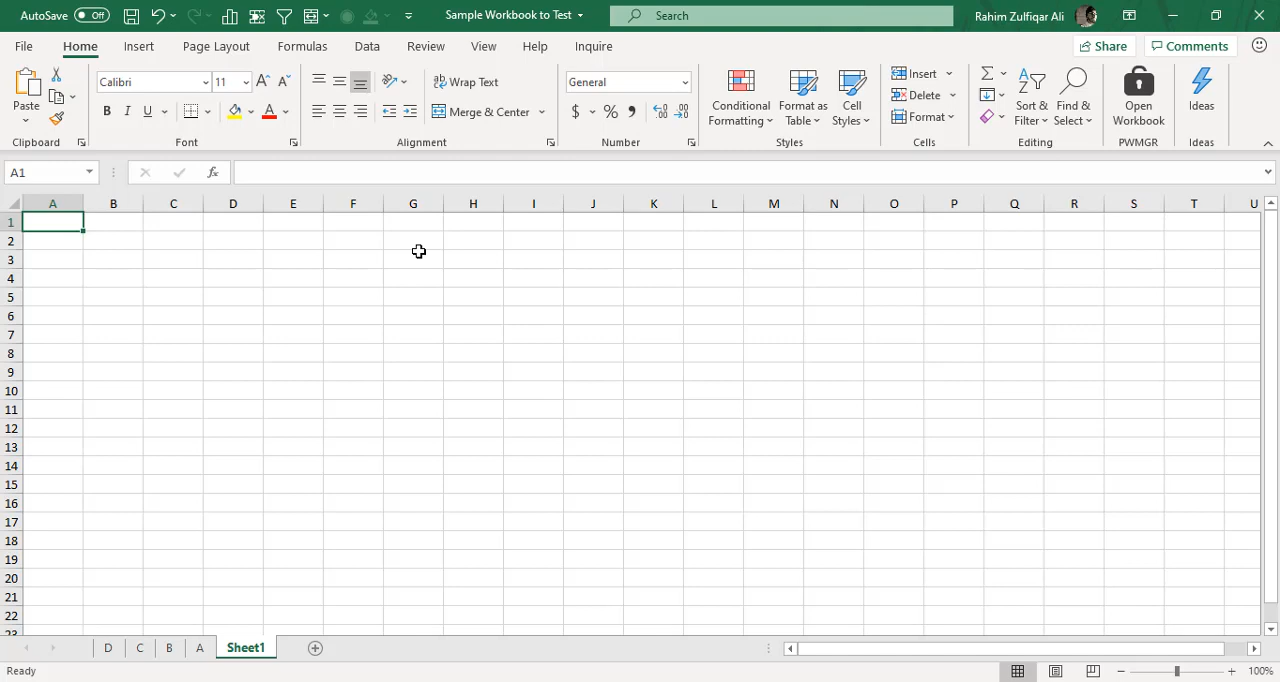 AutoSave Off Sample Workbook to Test Search Rahim Zulfiqar Ali
File Home Insert Page Layout Formulas Data Review View Help Inquire Share Comments
Paste Calibri 11 Wrap Text General Conditional Formatting Format as Table Cell Styles Insert Sort & Filter Find & Select Open Workbook Ideas
B I U Merge & Center $ % Delete
Format
Clipboard Font Alignment Number Styles Cells Editing PWMGR Ideas
A1 fx
A B C D E F G H I J K L M N O P Q R S T U
1
2
3
4
5
6
7
8
9
10
11
12
13
14
15
16
17
18
19
20
21
22
23
D C B A Sheet1
Ready 100%